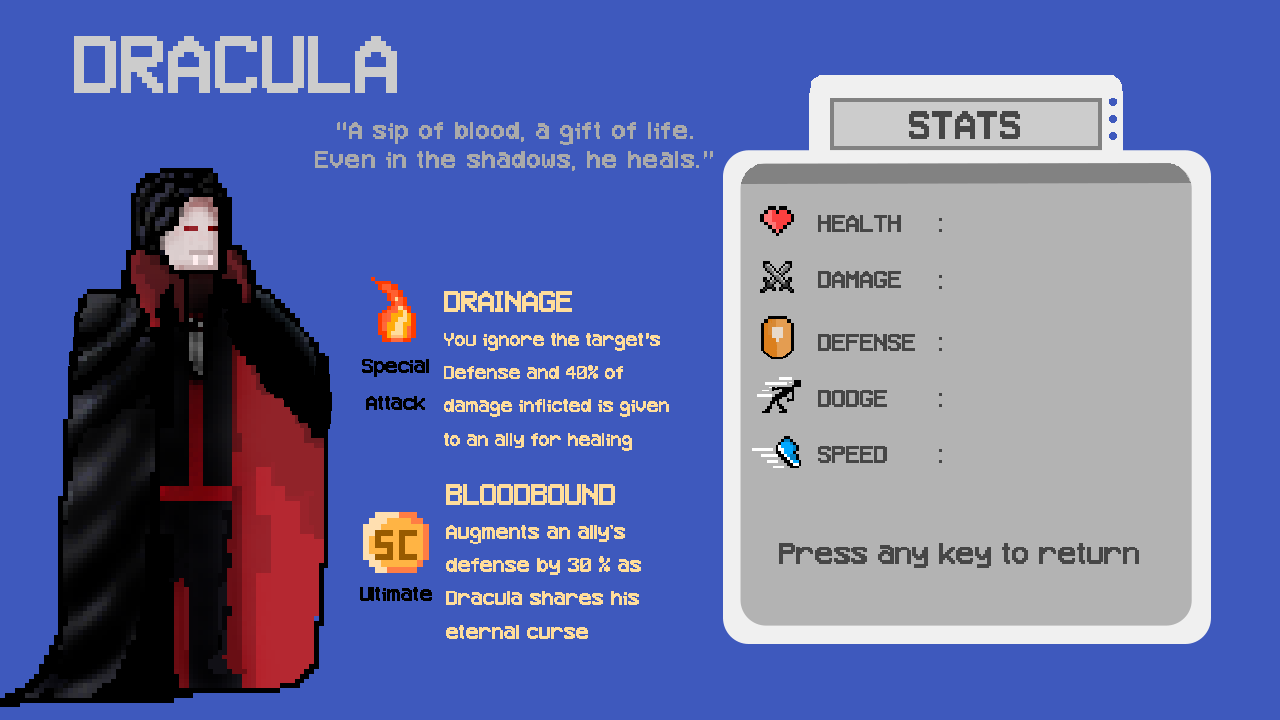 DRACULA
"A sip of blood, a gift of life.
Even in the shadows, he heals."
DRAINAGE
You ignore the target's
Defense and 40% of
damage inflicted is given
to an ally for healing
Special
Attack
BLOODBOUND
Augments an ally's
defense by 30 % as
Dracula shares his
eternal curse
SC
Ultimate
STATS
HEALTH :
DAMAGE :
DEFENSE :
DODGE :
SPEED :
Press any key to return